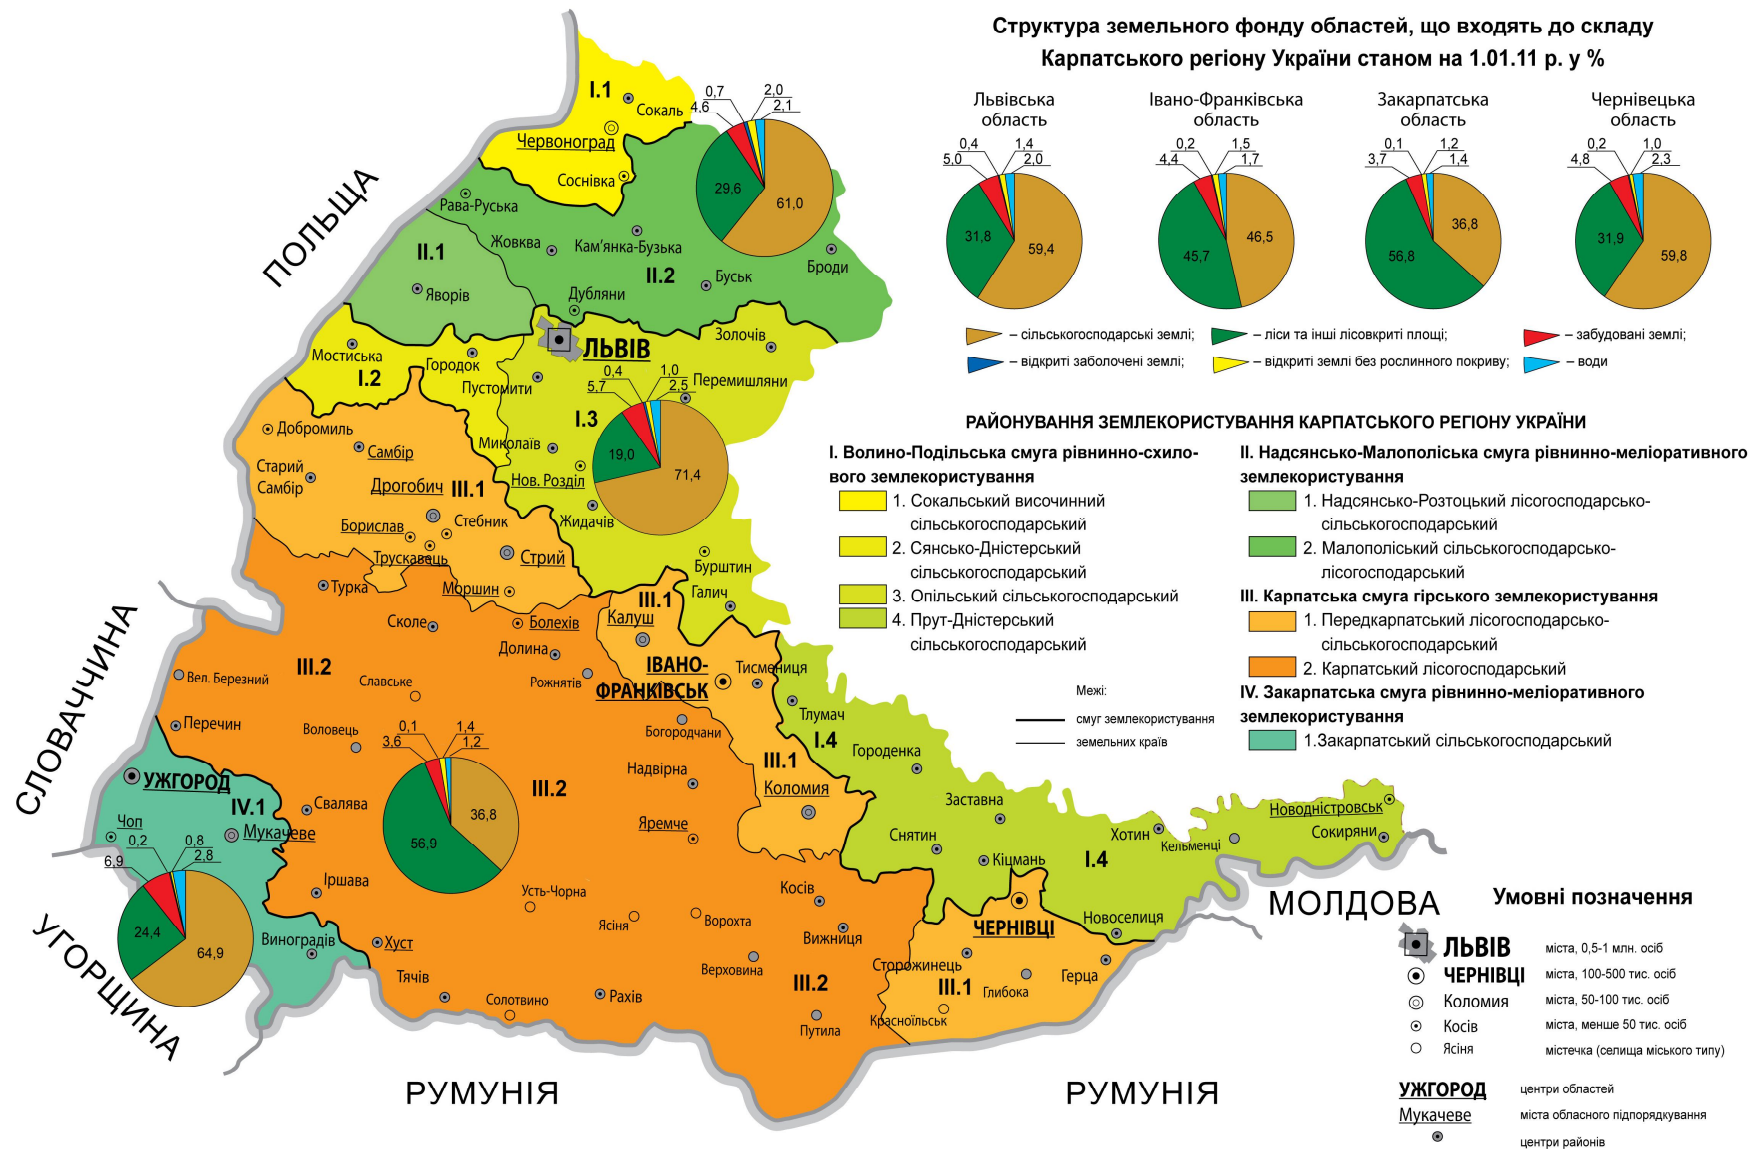 Структура земельного фонду областей, що входять до складу
Карпатського регіону України станом на 1.01.11 р. у %
Львівська
область
0,4
1,4
5,0
2,0
31,8
59,4
Івано-Франківська
область
0,2
1,5
4,4
1,7
45,7
46,5
Закарпатська
область
0,1
1,2
3,7
1,4
56,8
36,8
Чернівецька
область
0,2
1,0
4,8
2,3
31,9
59,8
– сільськогосподарські землі;
– ліси та інші лісовкриті площі;
– забудовані землі;
– відкриті заболочені землі;
– відкриті землі без рослинного покриву;
– води
РАЙОНУВАННЯ ЗЕМЛЕКОРИСТУВАННЯ КАРПАТСЬКОГО РЕГІОНУ УКРАЇНИ
I. Волино-Подільська смуга рівнинно-схило-
вого землекористування
1. Сокальський височинний
сільськогосподарський
2. Сянсько-Дністерський
сільськогосподарський
3. Опільський сільськогосподарський
4. Прут-Дністерський
сільськогосподарський
II. Надсянсько-Малополіська смуга рівнинно-меліоративного
землекористування
1. Надсянсько-Розтоцький лісогосподарсько-
сільськогосподарський
2. Малополіський сільськогосподарсько-
лісогосподарський
III. Карпатська смуга гірського землекористування
1. Передкарпатський лісогосподарсько-
сільськогосподарський
2. Карпатський лісогосподарський
IV. Закарпатська смуга рівнинно-меліоративного
землекористування
1.Закарпатський сільськогосподарський
Межі:
смуг землекористування
земельних країв
I.1
Сокаль
Червоноград
Соснівка
0,7
2,0
4,6
2,1
29,6
61,0
ПОЛЬЩА
Рава-Руська
Жовква
Кам'янка-Бузька
II.1
II.2
Броди
Яворів
Буськ
Дубляни
Золочів
ЛЬВІВ
Мостиська
Городок
I.2
Пустомити
Перемишляни
0,4
1,0
5,7
2,5
19,0
71,4
I.3
Добромиль
Самбір
Миколаїв
Старий
Самбір
Нов. Розділ
Дрогобич
III.1
Борислав
Стебник
Жидачів
Трускавець
Стрий
Бурштин
Турка
Моршин
Галич
III.1
Калуш
Сколе
Болехів
Долина
СЛОВАЧЧИНА
III.2
ІВАНО-
ФРАНКІВСЬК
Тисмениця
Вел. Березний
Славське
Рожнятів
Перечин
Воловець
Богородчани
Тлумач
I.4
0,1
1,4
3,6
1,2
56,9
36,8
Городенка
УЖГОРОД
Надвірна
III.1
III.2
Коломия
IV.1
Свалява
Заставна
Новодністровськ
Чоп
Мукачеве
Яремче
Снятин
Хотин
Сокиряни
Кельменці
Кіцмань
I.4
0,2
0,8
6,9
2,8
24,4
64,9
Іршава
Усть-Чорна
Косів
Ясіня
Ворохта
Новоселиця
ЧЕРНІВЦІ
МОЛДОВА
Виноградів
Хуст
Вижниця
Верховина
Сторожинець
Герца
Тячів
III.2
III.1
Глибока
Солотвино
Рахів
Красноїльськ
Путила
УГОРЩИНА
РУМУНІЯ
РУМУНІЯ
Умовні позначення
ЛЬВІВ
міста, 0,5-1 млн. осіб
ЧЕРНІВЦІ
міста, 100-500 тис. осіб
Коломия
міста, 50-100 тис. осіб
Косів
міста, менше 50 тис. осіб
Ясіня
містечка (селища міського типу)
УЖГОРОД
центри областей
Мукачеве
міста обласного підпорядкування
центри районів